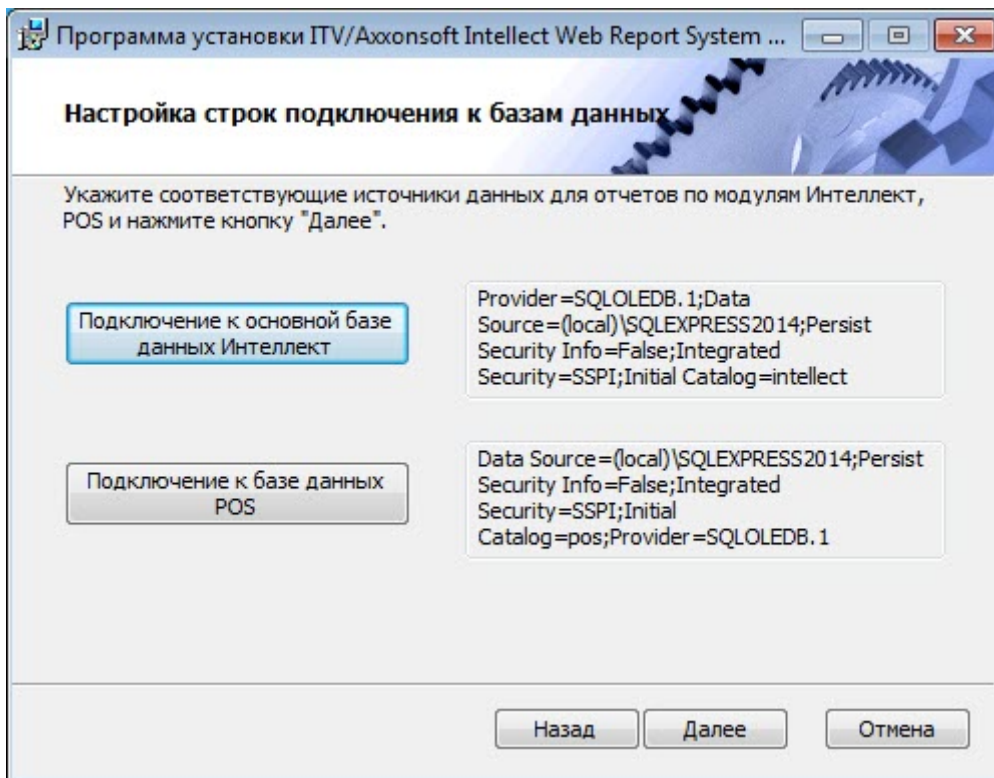 Программа установки ITV/Axxonsoft Intellect Web Report System ...
Настройка строк подключения к базам данных
Укажите соответствующие источники данных для отчетов по модулям Интеллект,
POS и нажмите кнопку "Далее".
Подключение к основной базе
данных Интеллект
Provider=SQLOLEDB.1;Data
Source=(local)\SQLEXPRESS2014;Persist
Security Info=False;Integrated
Security=SSPI;Initial Catalog=intellect
Подключение к базе данных
POS
Data Source=(local)\SQLEXPRESS2014;Persist
Security Info=False;Integrated
Security=SSPI;Initial
Catalog=pos;Provider=SQLOLEDB.1
Назад
Далее
Отмена